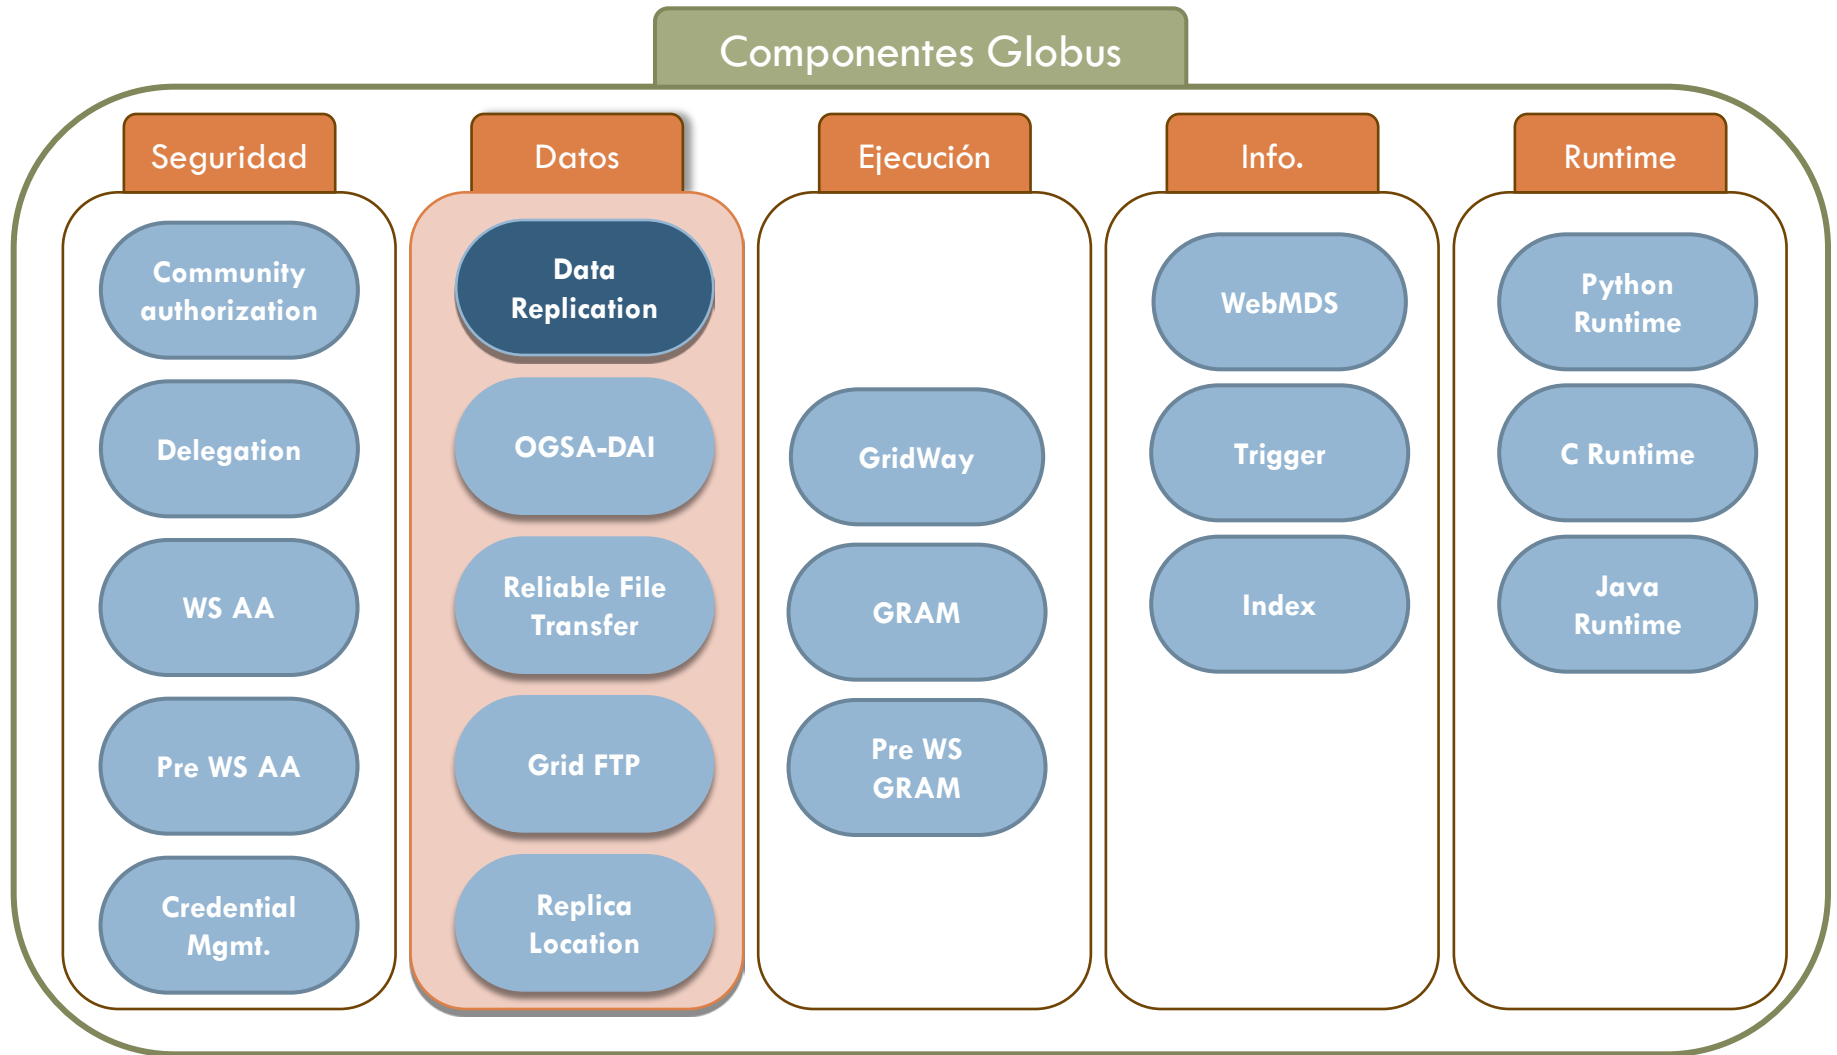 Componentes Globus
Seguridad
Community
authorization
Delegation
WS AA
Pre WS AA
Credential
Mgmt.
Datos
Data
Replication
OGSA-DAI
Reliable File
Transfer
Grid FTP
Replica
Location
Ejecución
GridWay
GRAM
Pre WS
GRAM
Info.
WebMDS
Trigger
Index
Runtime
Python
Runtime
C Runtime
Java
Runtime